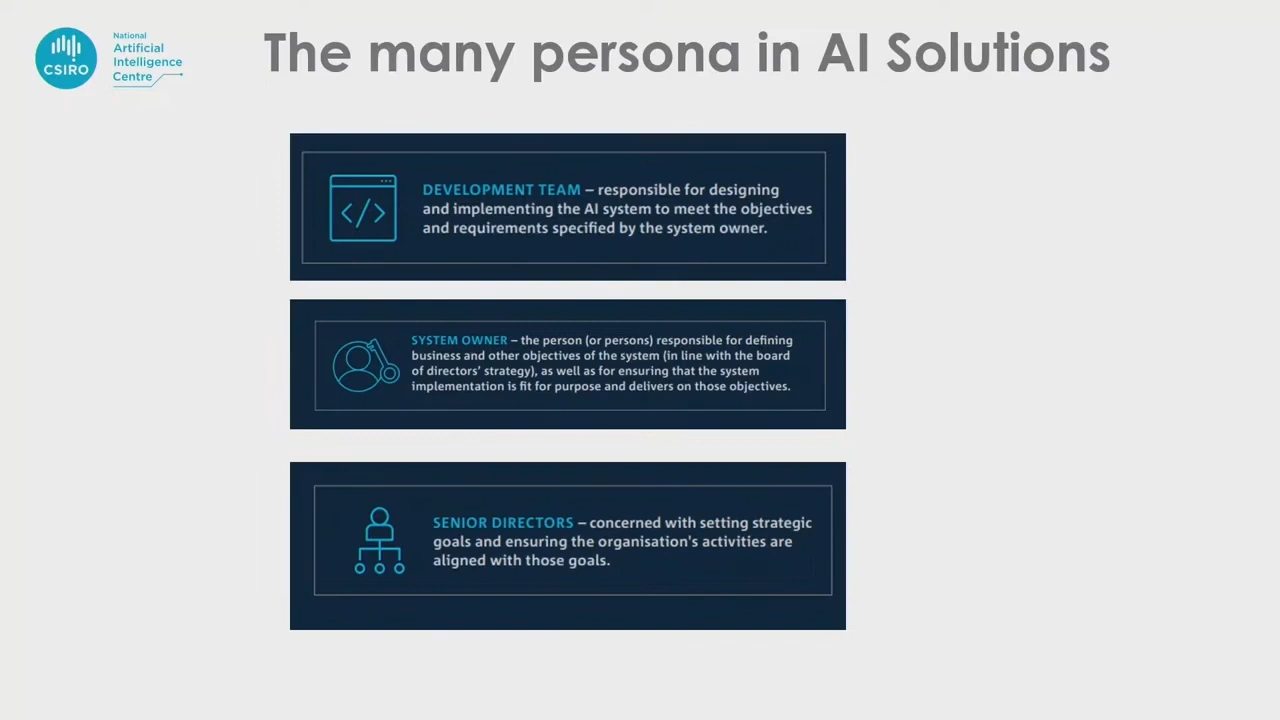 CSIRO
National
Artificial
Intelligence
Centre
The many persona in AI Solutions
</>
DEVELOPMENT TEAM – responsible for designing
and implementing the AI system to meet the objectives
and requirements specified by the system owner.
SYSTEM OWNER – the person (or persons) responsible for defining
business and other objectives of the system (in line with the board
of directors’ strategy), as well as for ensuring that the system
implementation is fit for purpose and delivers on those objectives.
SENIOR DIRECTORS – concerned with setting strategic
goals and ensuring the organisation's activities are
aligned with those goals.